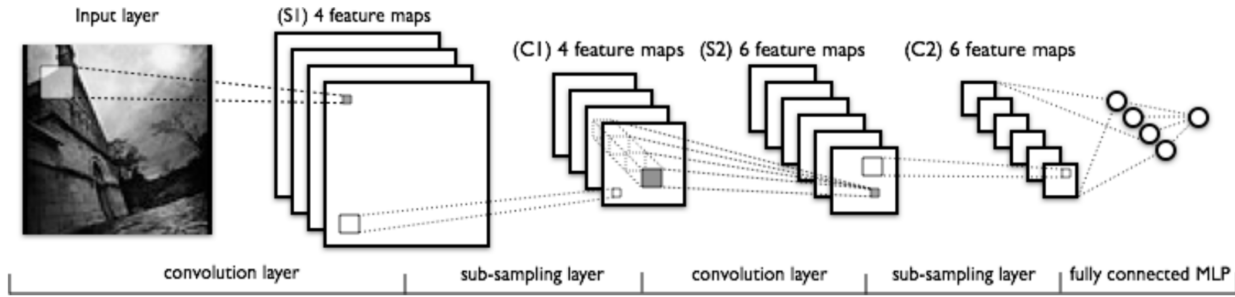 Input layer
(S1) 4 feature maps
(C1) 4 feature maps
(S2) 6 feature maps
(C2) 6 feature maps
convolution layer
sub-sampling layer
convolution layer
sub-sampling layer
fully connected MLP